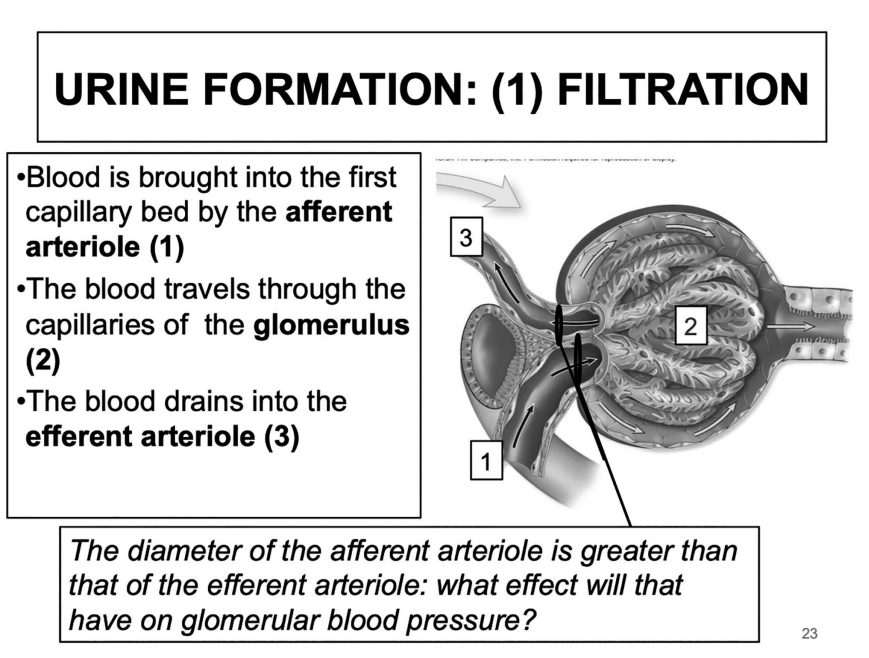 URINE FORMATION: (1) FILTRATION
•Blood is brought into the first
capillary bed by the afferent
arteriole (1)
•The blood travels through the
capillaries of the glomerulus
(2)
•The blood drains into the
efferent arteriole (3)
3
2
1
The diameter of the afferent arteriole is greater than
that of the efferent arteriole: what effect will that
have on glomerular blood pressure?
23